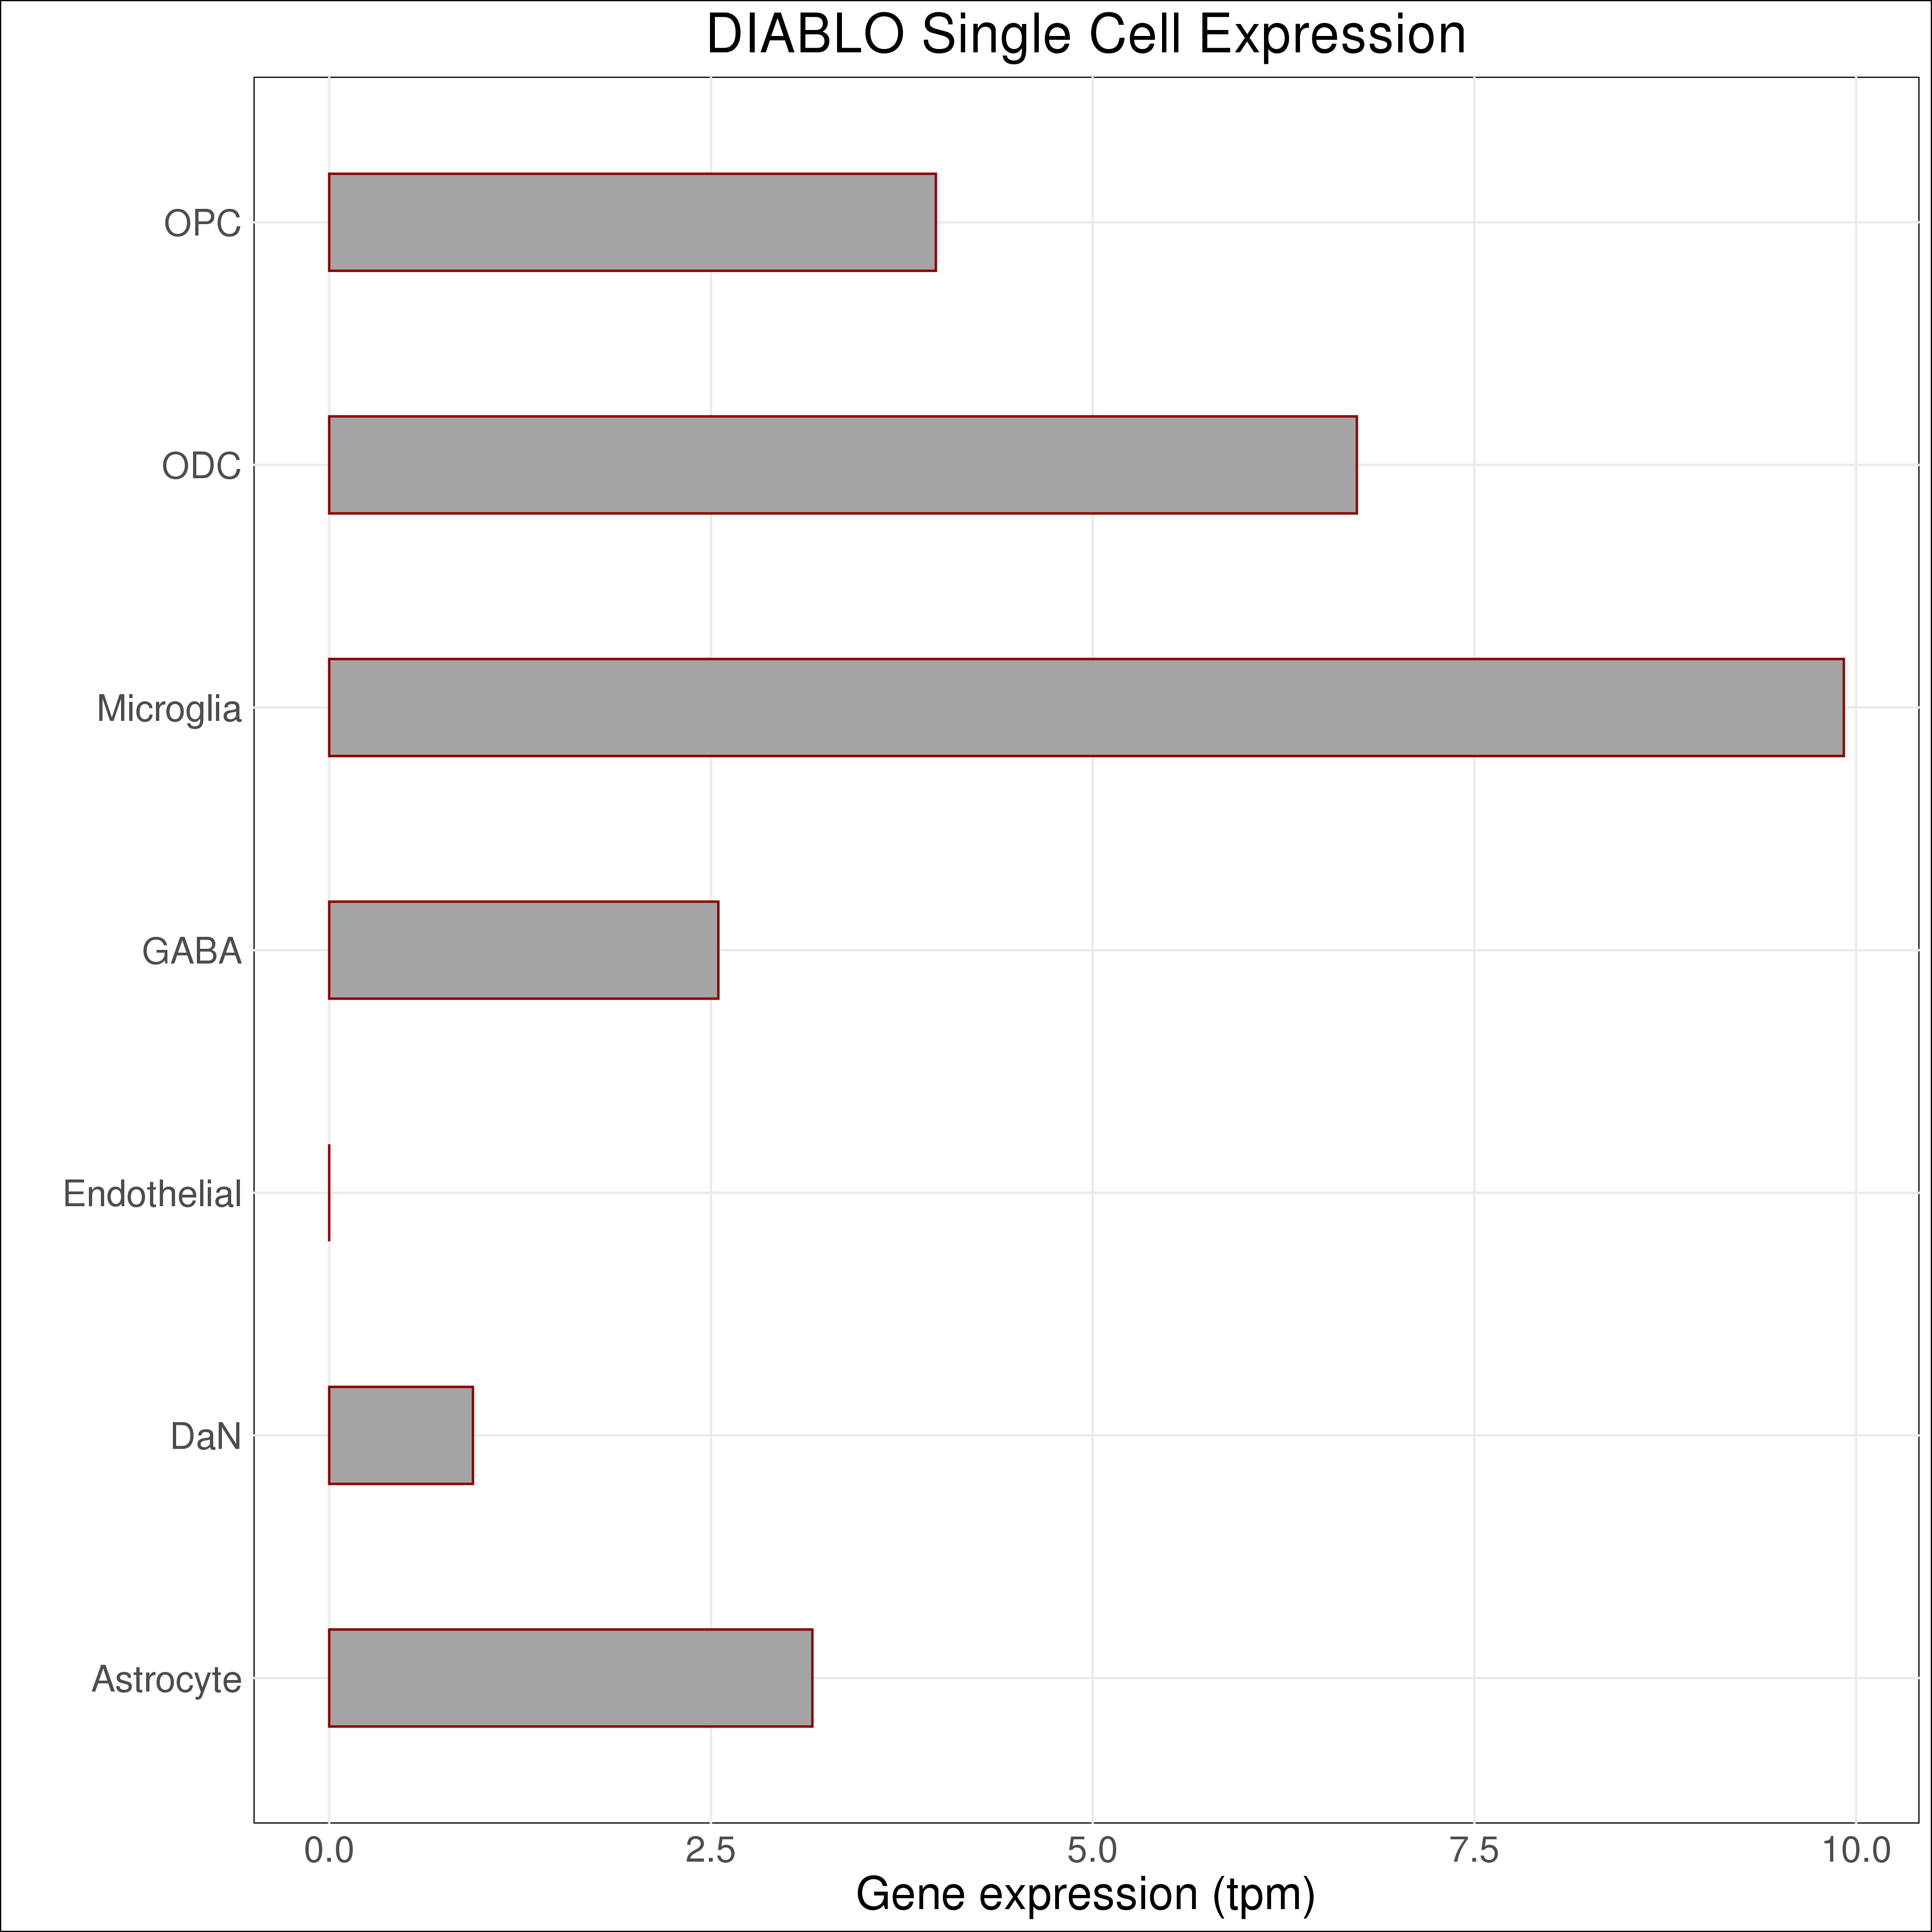 DIABLO Single Cell Expression
OPC
ODC
Microglia
GABA
Endothelial
DaN
Astrocyte
0.0 2.5 5.0 7.5 10.0
Gene expression (tpm)